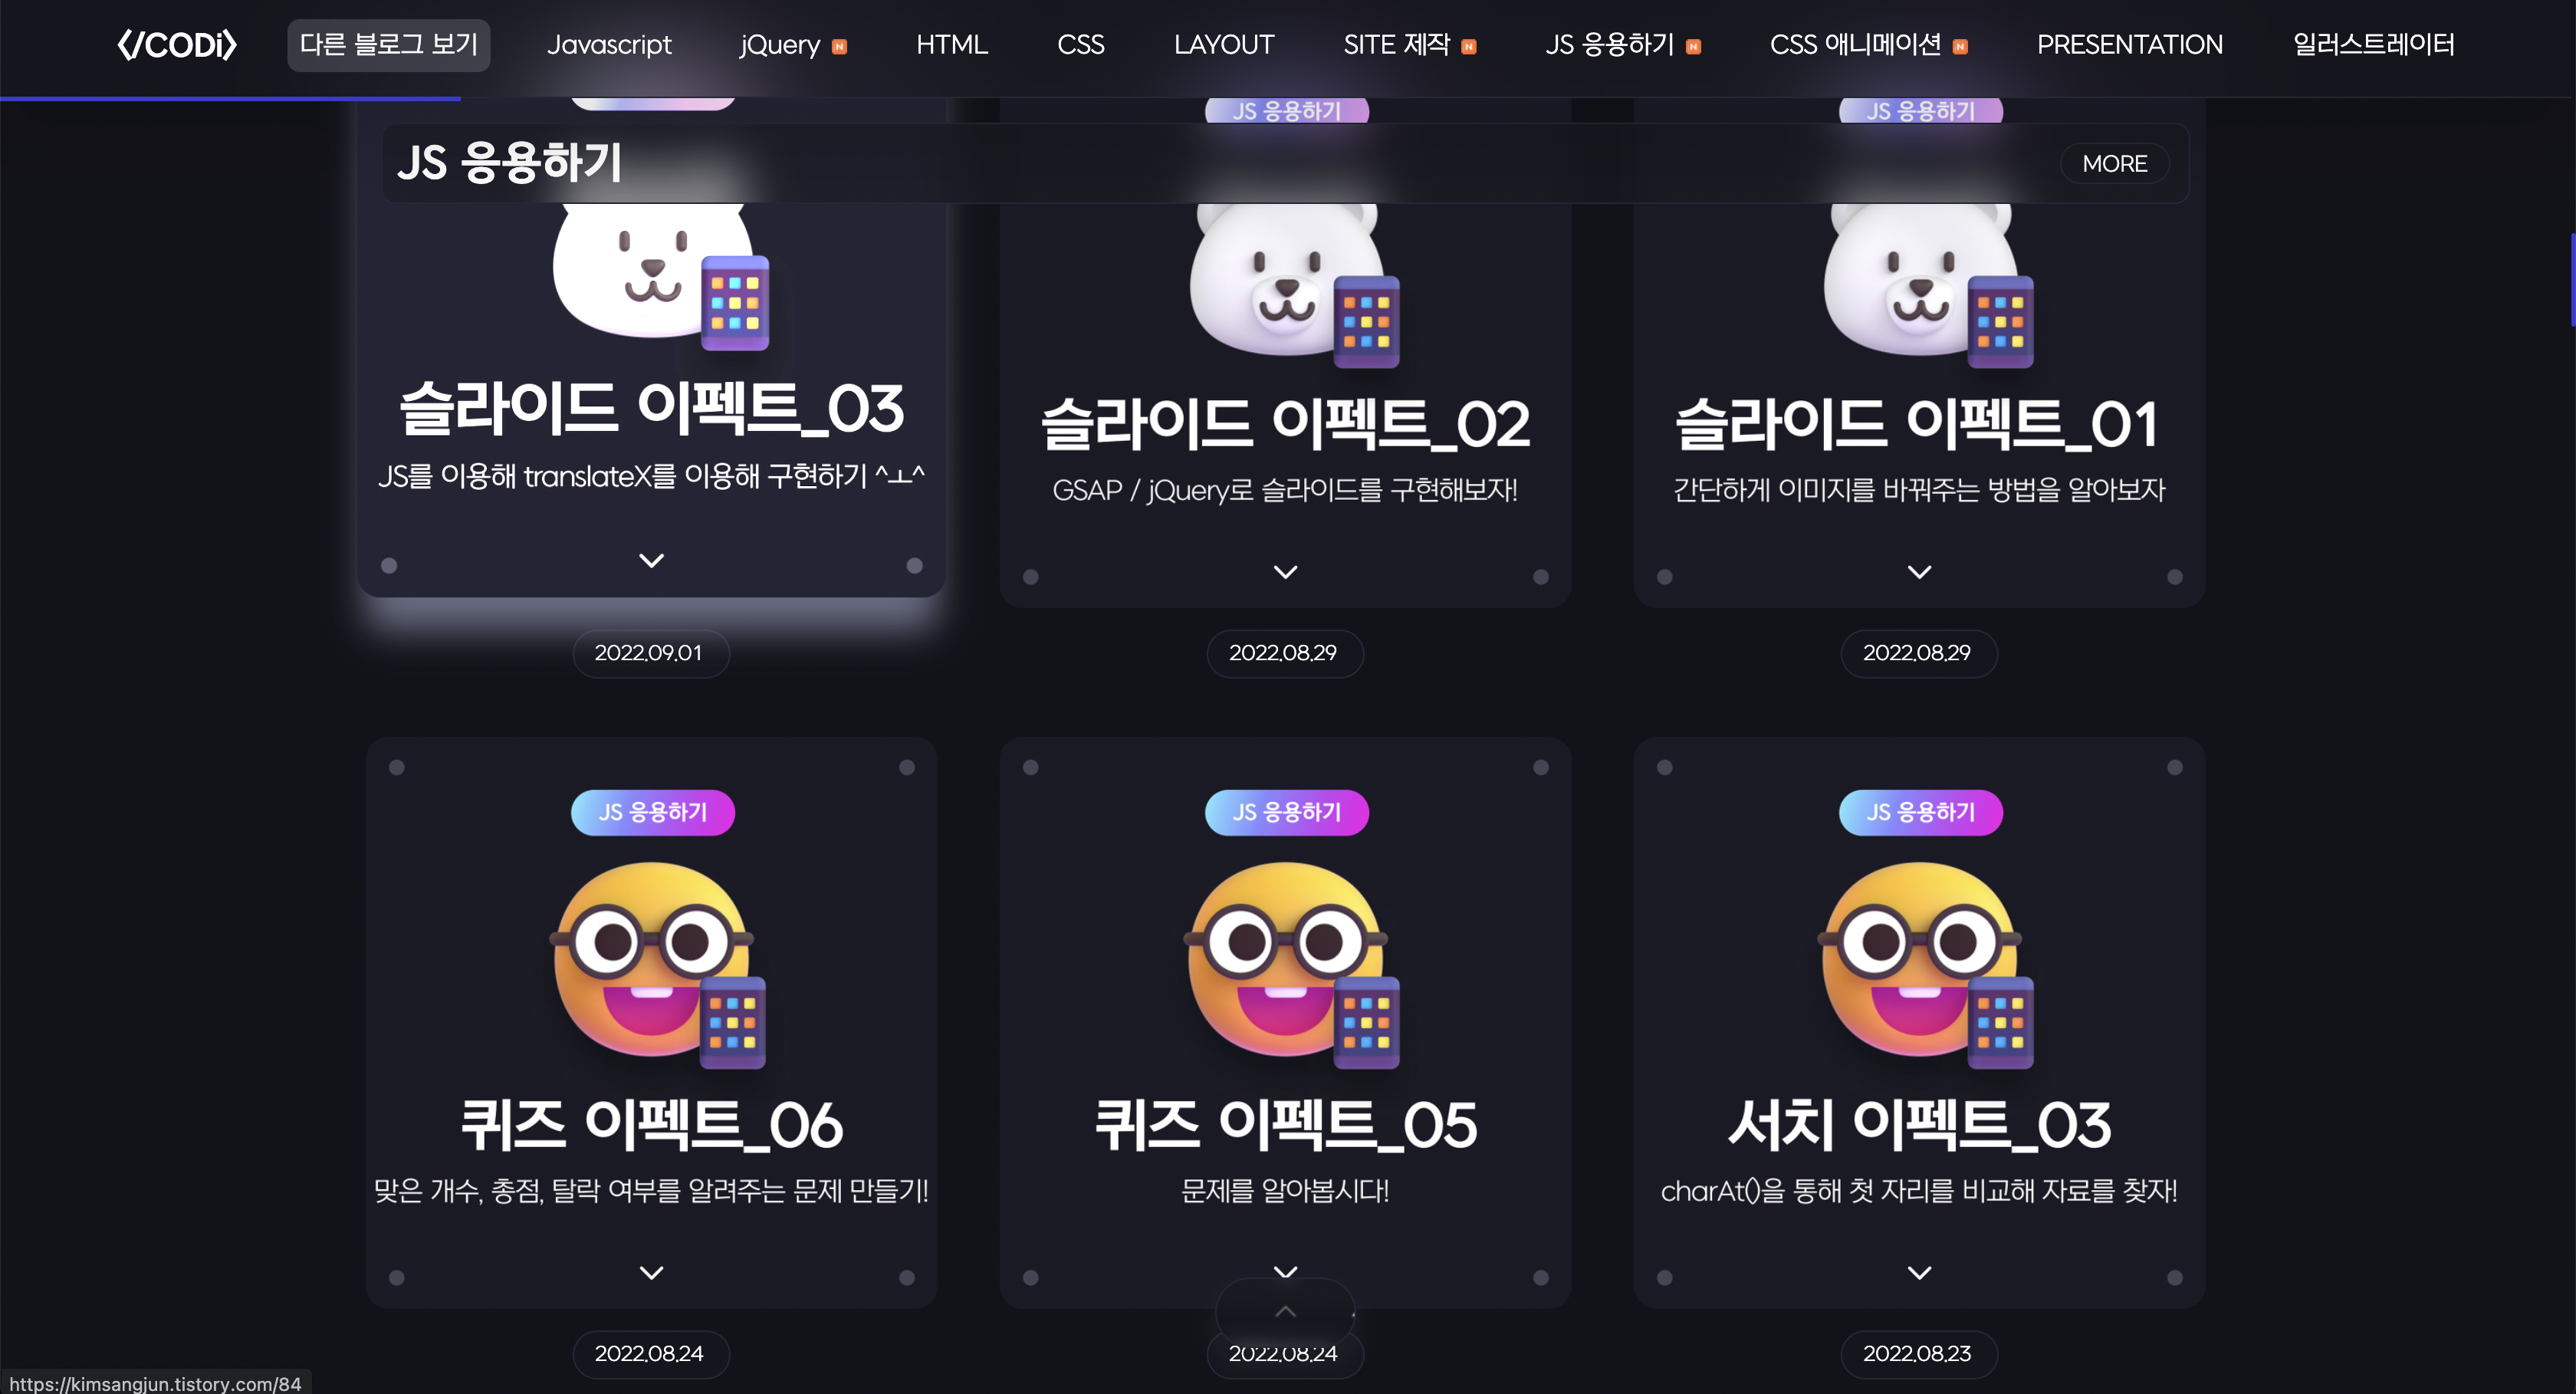 </CODi>
다른 블로그 보기
Javascript
jQuery N
HTML
CSS
LAYOUT
SITE 제작 N
JS 응용하기 N
CSS 애니메이션 N
PRESENTATION
일러스트레이터
JS 응용하기
JS 응용하기
JS 응용하기
MORE
슬라이드 이펙트_03
JS를 이용해 translateX를 이용해 구현하기 ^ㅗ^
2022.09.01
슬라이드 이펙트_02
GSAP / jQuery로 슬라이드를 구현해보자!
2022.08.29
슬라이드 이펙트_01
간단하게 이미지를 바꿔주는 방법을 알아보자
2022.08.29
JS 응용하기
퀴즈 이펙트_06
맞은 개수, 총점, 탈락 여부를 알려주는 문제 만들기!
2022.08.24
JS 응용하기
퀴즈 이펙트_05
문제를 알아봅시다!
2022.08.24
JS 응용하기
서치 이펙트_03
charAt()을 통해 첫 자리를 비교해 자료를 찾자!
2022.08.23
https://kimsangjun.tistory.com/84